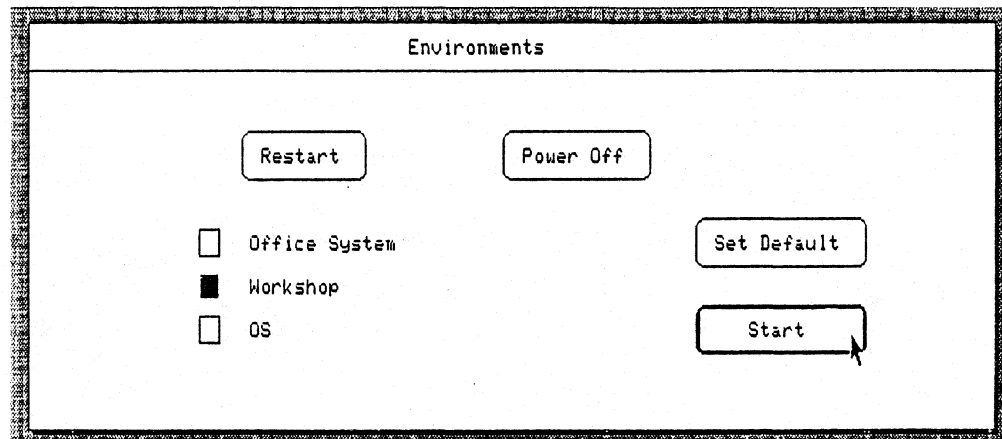 Environments
Restart Power Off
Office System Set Default
Workshop
OS Start